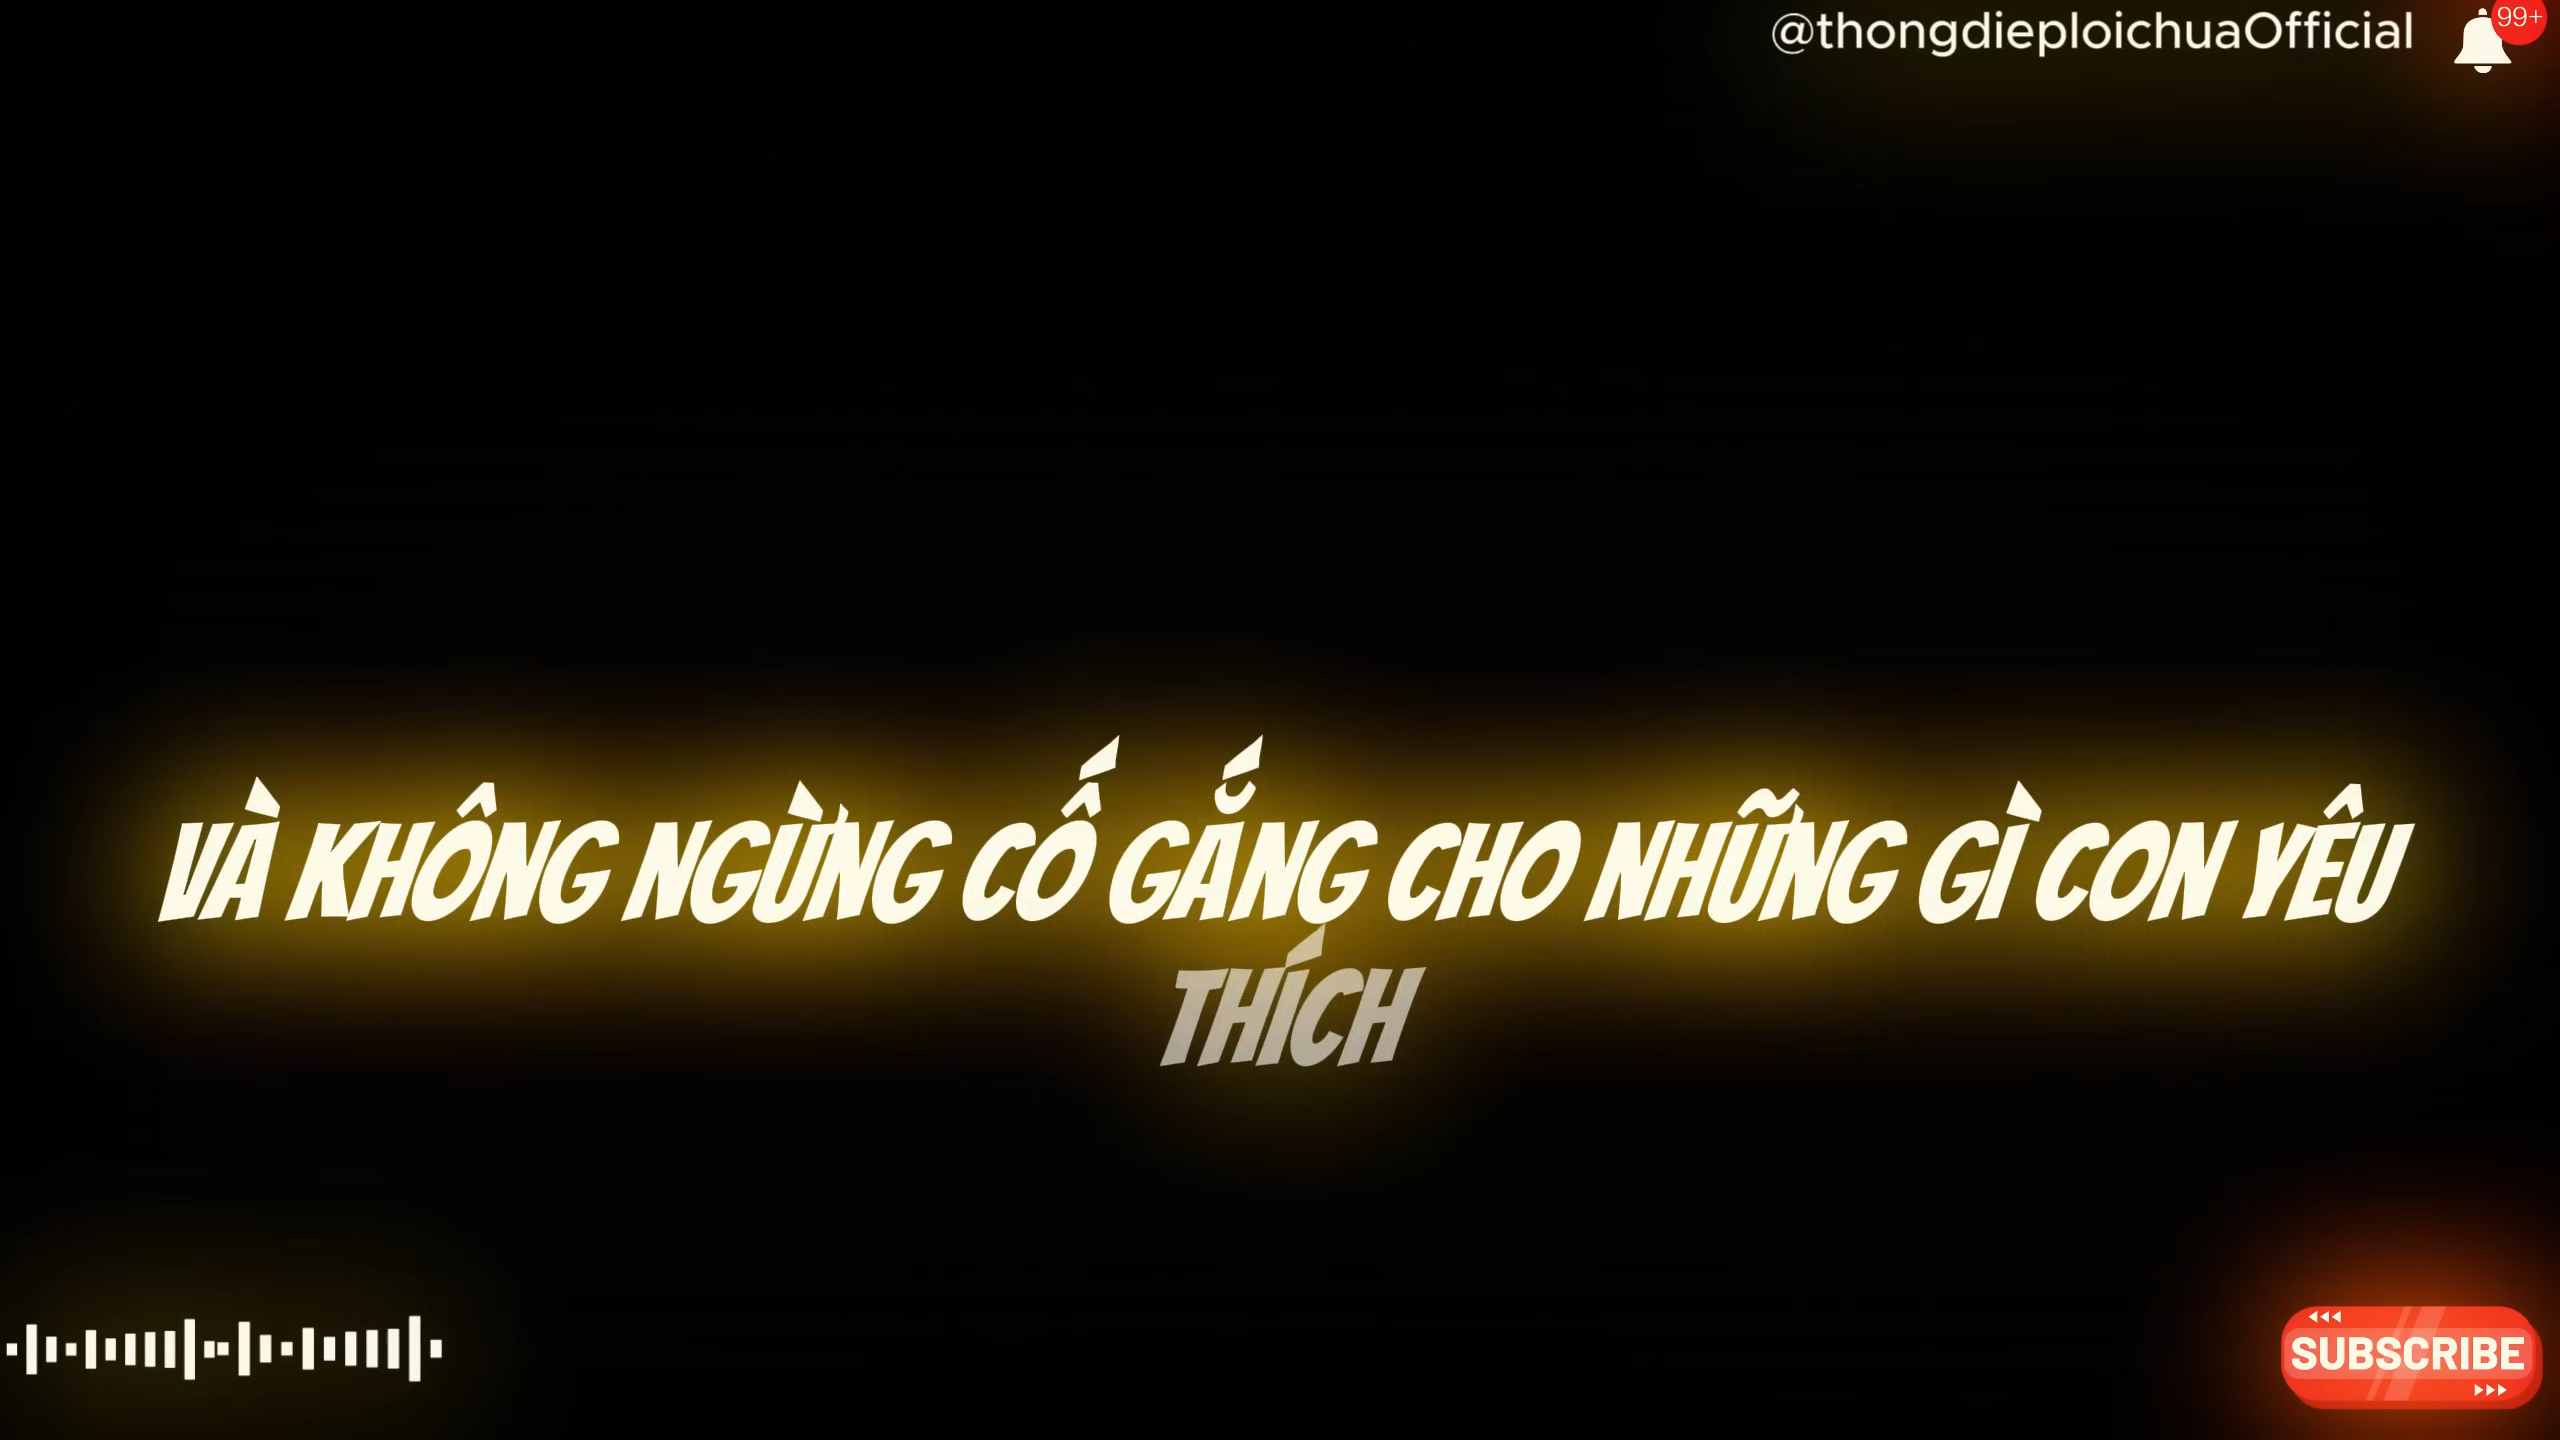 @thongdieploichuaOfficial
99+
VÀ KHÔNG NGỪNG CỐ GẮNG CHO NHỮNG GÌ CON YÊU
THÍCH
SUBSCRIBE